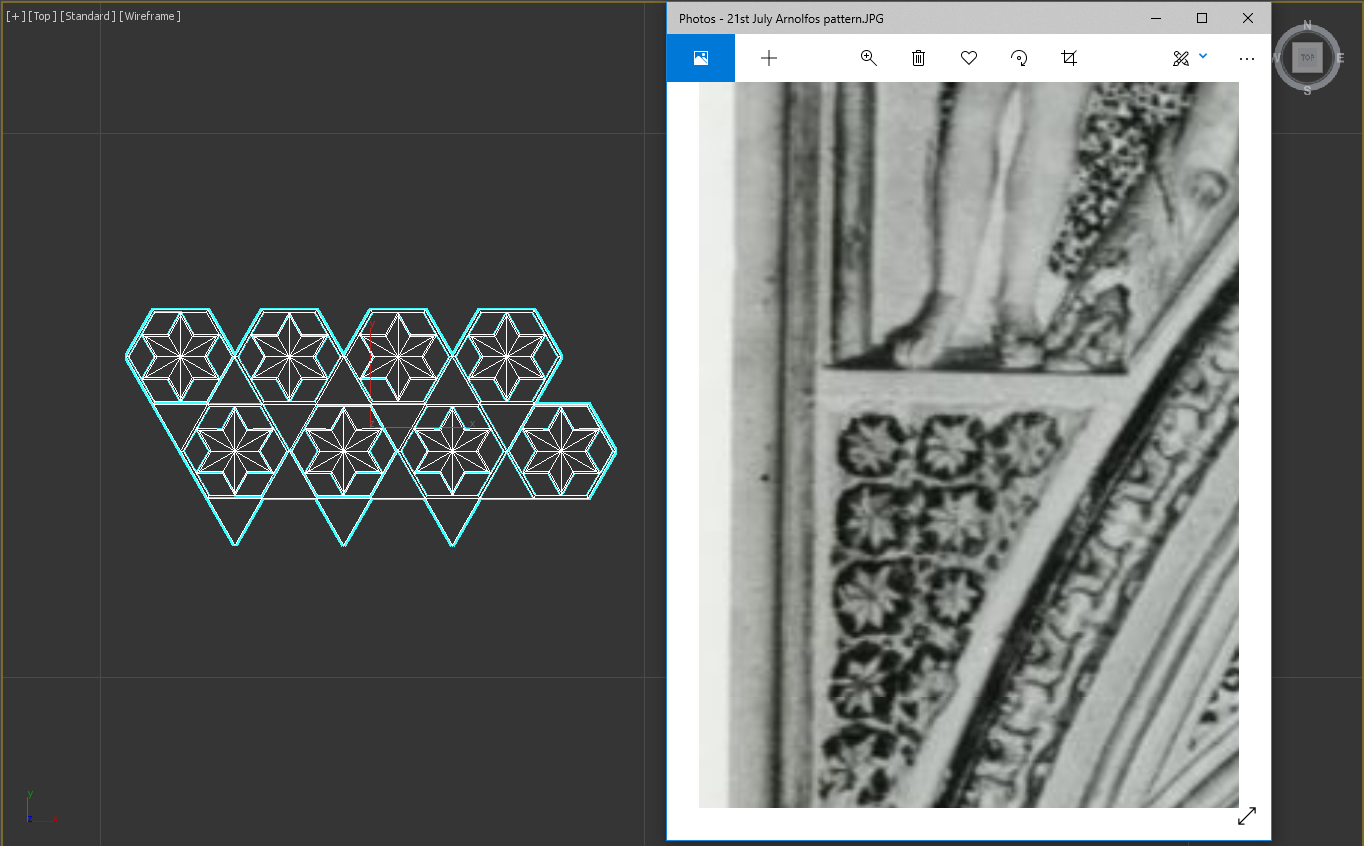 [+] [Top] [Standard] [Wireframe]
Photos - 21st July Arnolfos pattern.JPG
N
W
TOP
E
S
y
x
y
z
x